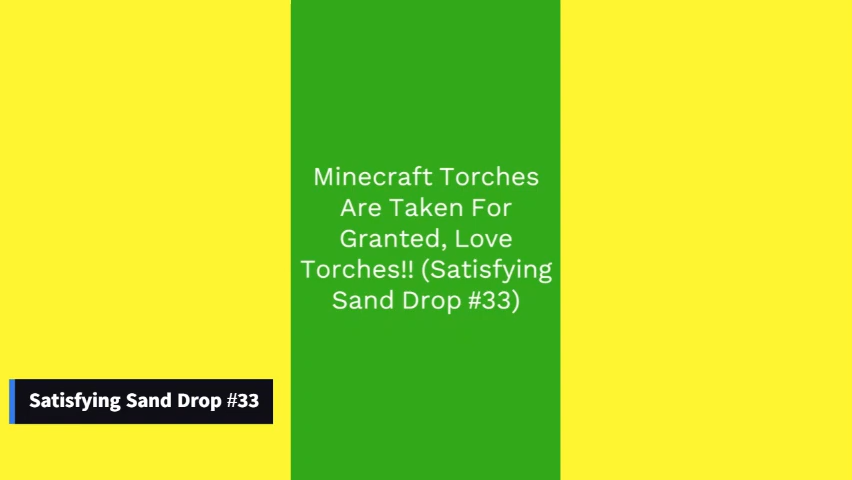 Minecraft Torches
Are Taken For
Granted, Love
Torches!! (Satisfying
Sand Drop #33)
Satisfying Sand Drop #33